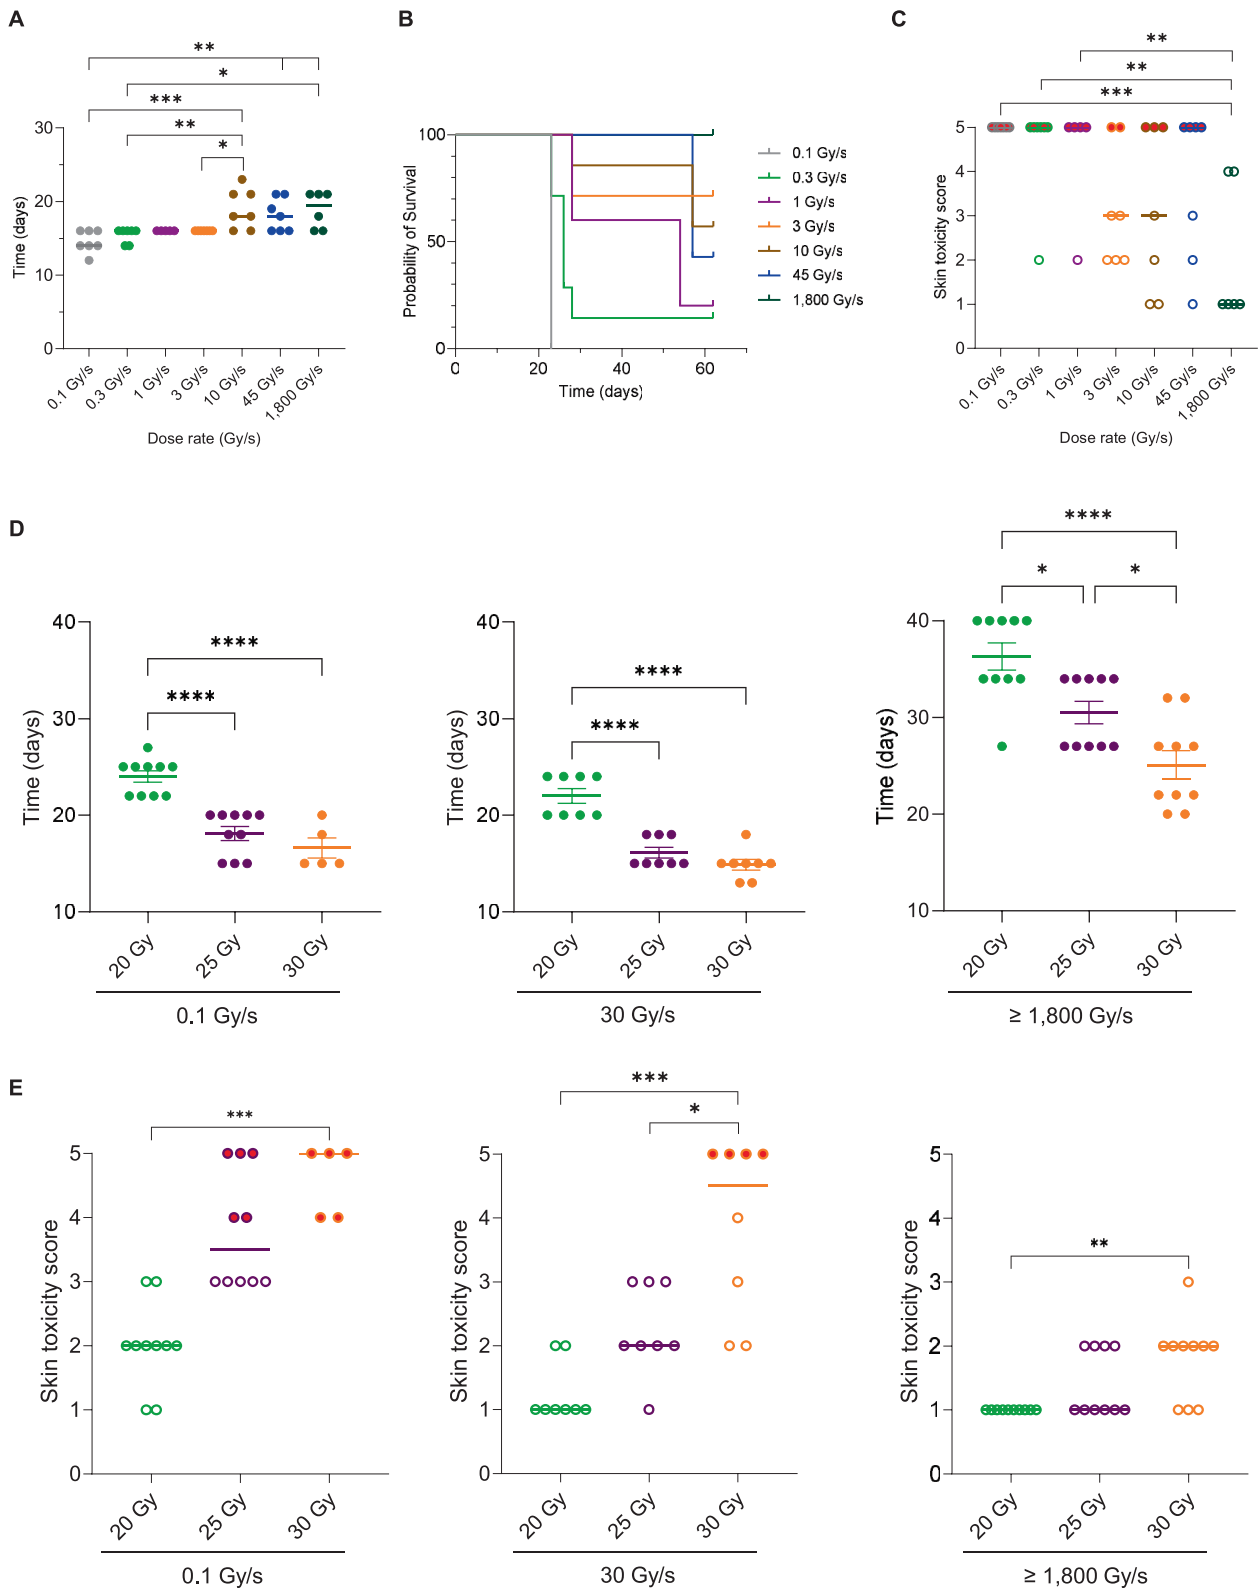 A
B
C
**
*
***
**
*
30
20
10
0
Time (days)
0.1 Gy/s
0.3 Gy/s
1 Gy/s
3 Gy/s
10 Gy/s
45 Gy/s
1,800 Gy/s
Dose rate (Gy/s)
100
50
0
Probability of Survival
0
20
40
60
Time (days)
0.1 Gy/s
0.3 Gy/s
1 Gy/s
3 Gy/s
10 Gy/s
45 Gy/s
1,800 Gy/s
**
**
***
5
4
3
2
1
0
Skin toxicity score
0.1 Gy/s
0.3 Gy/s
1 Gy/s
3 Gy/s
10 Gy/s
45 Gy/s
1,800 Gy/s
Dose rate (Gy/s)
D
****
****
40
30
20
10
Time (days)
20 Gy
25 Gy
30 Gy
0.1 Gy/s
****
****
40
30
20
10
Time (days)
20 Gy
25 Gy
30 Gy
30 Gy/s
****
*
*
40
30
20
10
Time (days)
20 Gy
25 Gy
30 Gy
≥ 1,800 Gy/s
E
***
5
4
3
2
1
0
Skin toxicity score
20 Gy
25 Gy
30 Gy
0.1 Gy/s
***
*
5
4
3
2
1
0
Skin toxicity score
20 Gy
25 Gy
30 Gy
30 Gy/s
**
5
4
3
2
1
0
Skin toxicity score
20 Gy
25 Gy
30 Gy
≥ 1,800 Gy/s